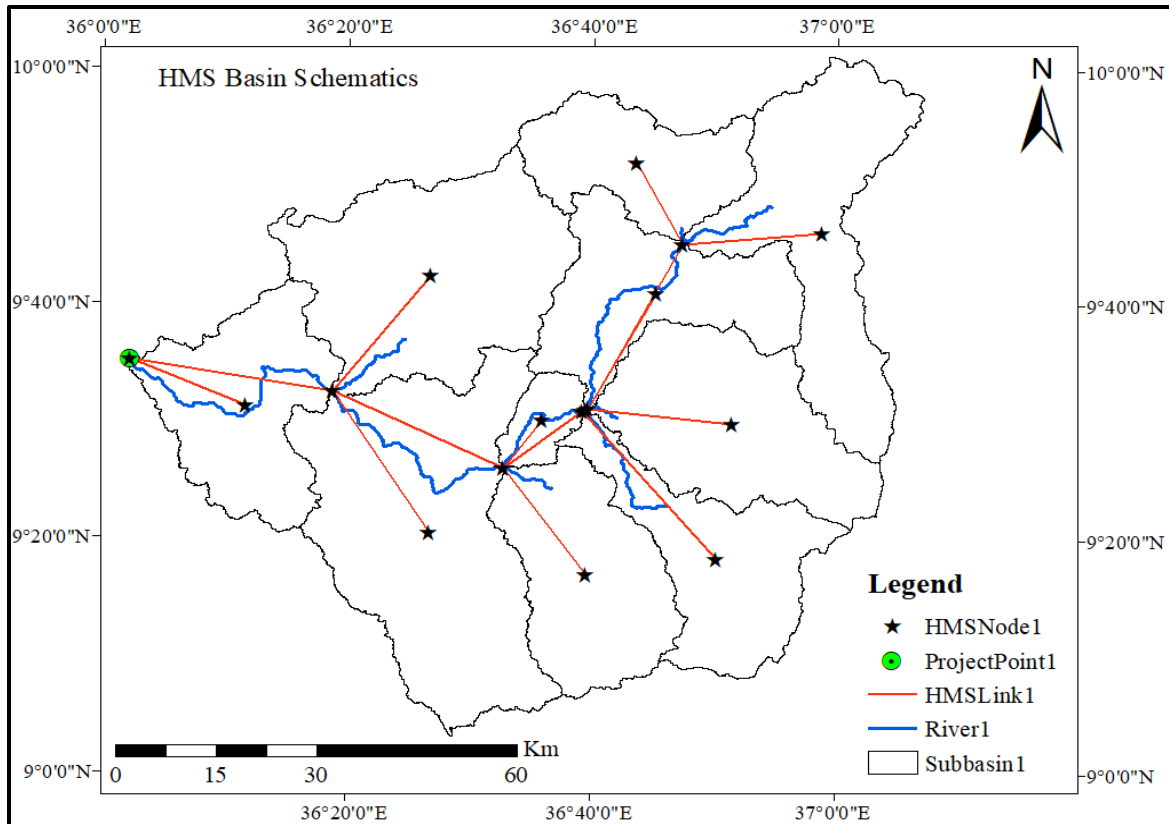 36°0'0"E 36°20'0"E 36°40'0"E 37°0'0"E
HMS Basin Schematics
N
10°0'0"N 10°0'0"N
9°40'0"N 9°40'0"N
9°20'0"N 9°20'0"N
Legend
HMSNode1
ProjectPoint1
HMSLink1
River1
Subbasin1
Km
0 15 30 60
9°0'0"N 9°0'0"N
36°20'0"E 36°40'0"E 37°0'0"E